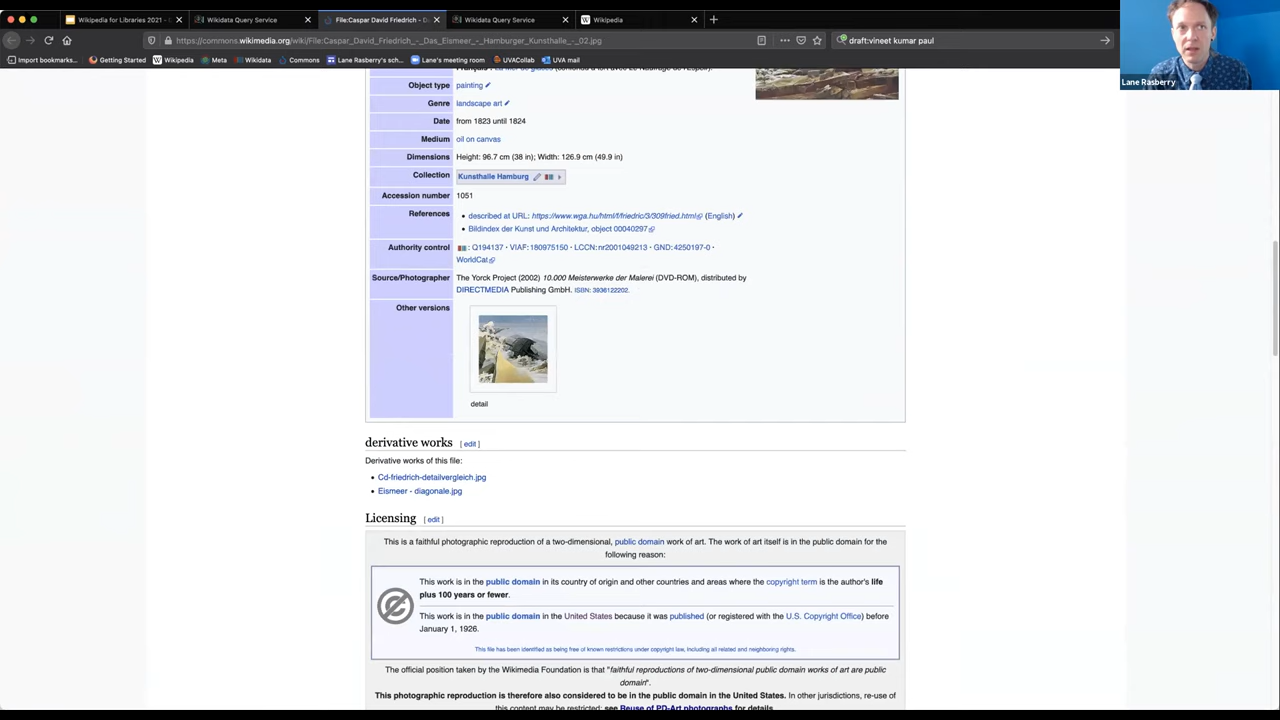 Wikipedia for Libraries 2021 -
Wikidata Query Service
File:Caspar David Friedrich - Da
Wikidata Query Service
Wikipedia
https://commons.wikimedia.org/wiki/File:Caspar_David_Friedrich_-_Das_Eismeer_-_Hamburger_Kunsthalle_-_02.jpg
draft:vineet kumar paul
Import bookmarks... Getting Started Wikipedia Meta Wikidata Commons Lane Rasberry's sch... Lane's meeting room UVACollab UVA mail
Lane Rasberry
Object type painting
Genre landscape art
Date from 1823 until 1824
Medium oil on canvas
Dimensions Height: 96.7 cm (38 in); Width: 126.9 cm (49.9 in)
Collection Kunsthalle Hamburg
Accession number 1051
References • described at URL: https://www.wga.hu/html/f/friedric/3/309fried.html (English)
• Bildindex der Kunst und Architektur, object 00040297
Authority control : Q194137 · VIAF: 180975150 · LCCN: nr2001049213 · GND: 4250197-0 ·
WorldCat
Source/Photographer The Yorck Project (2002) 10.000 Meisterwerke der Malerei (DVD-ROM), distributed by
DIRECTMEDIA Publishing GmbH. ISBN: 3936122202.
Other versions
detail
derivative works [ edit ]
Derivative works of this file:
• Cd-friedrich-detailvergleich.jpg
• Eismeer - diagonale.jpg
Licensing [ edit ]
This is a faithful photographic reproduction of a two-dimensional, public domain work of art. The work of art itself is in the public domain for the
following reason:
This work is in the public domain in its country of origin and other countries and areas where the copyright term is the author's life
plus 100 years or fewer.
This work is in the public domain in the United States because it was published (or registered with the U.S. Copyright Office) before
January 1, 1926.
This file has been identified as being free of known restrictions under copyright law, including all related and neighboring rights.
The official position taken by the Wikimedia Foundation is that "faithful reproductions of two-dimensional public domain works of art are public
domain".
This photographic reproduction is therefore also considered to be in the public domain in the United States. In other jurisdictions, re-use of
this content may be restricted; see Reuse of PD-Art photographs for details.